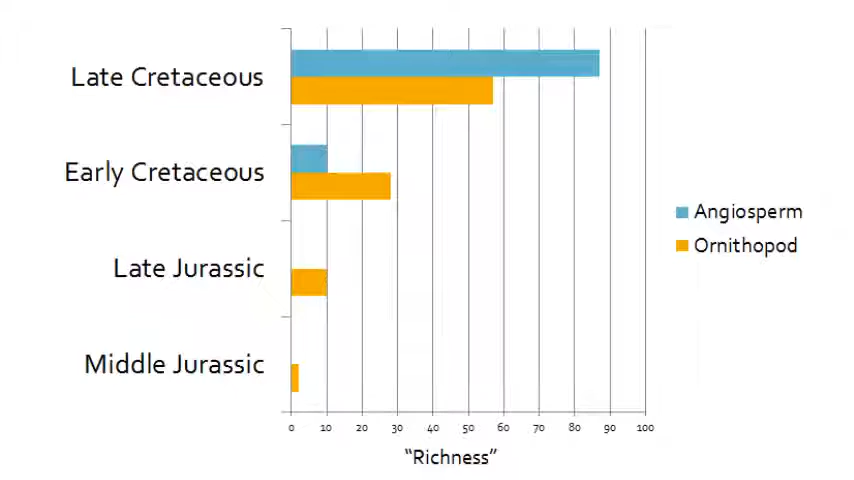 Late Cretaceous
Early Cretaceous
Late Jurassic
Middle Jurassic
Angiosperm
Ornithopod
0 10 20 30 40 50 60 70 80 90 100
“Richness”